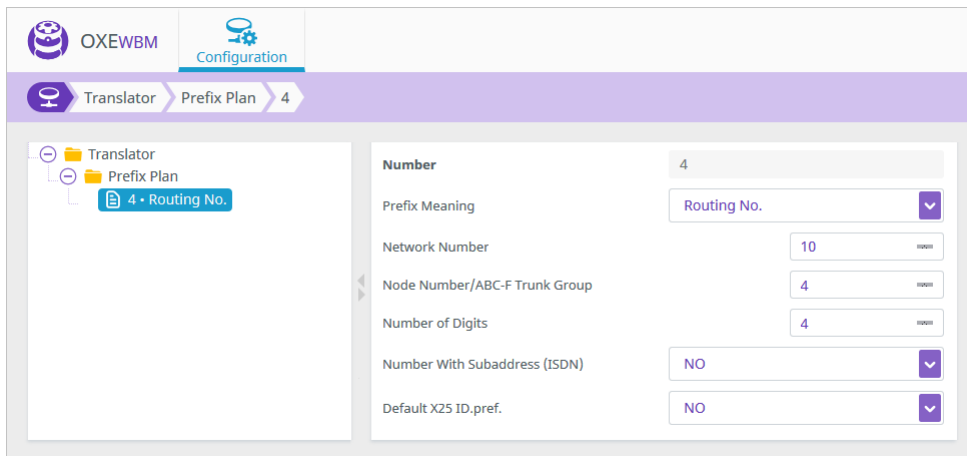 OXEWBM
Configuration
Translator Prefix Plan 4
Translator
Prefix Plan
4 • Routing No.
Number 4
Prefix Meaning Routing No.
Network Number 10
Node Number/ABC-F Trunk Group 4
Number of Digits 4
Number With Subaddress (ISDN) NO
Default X25 ID.pref. NO